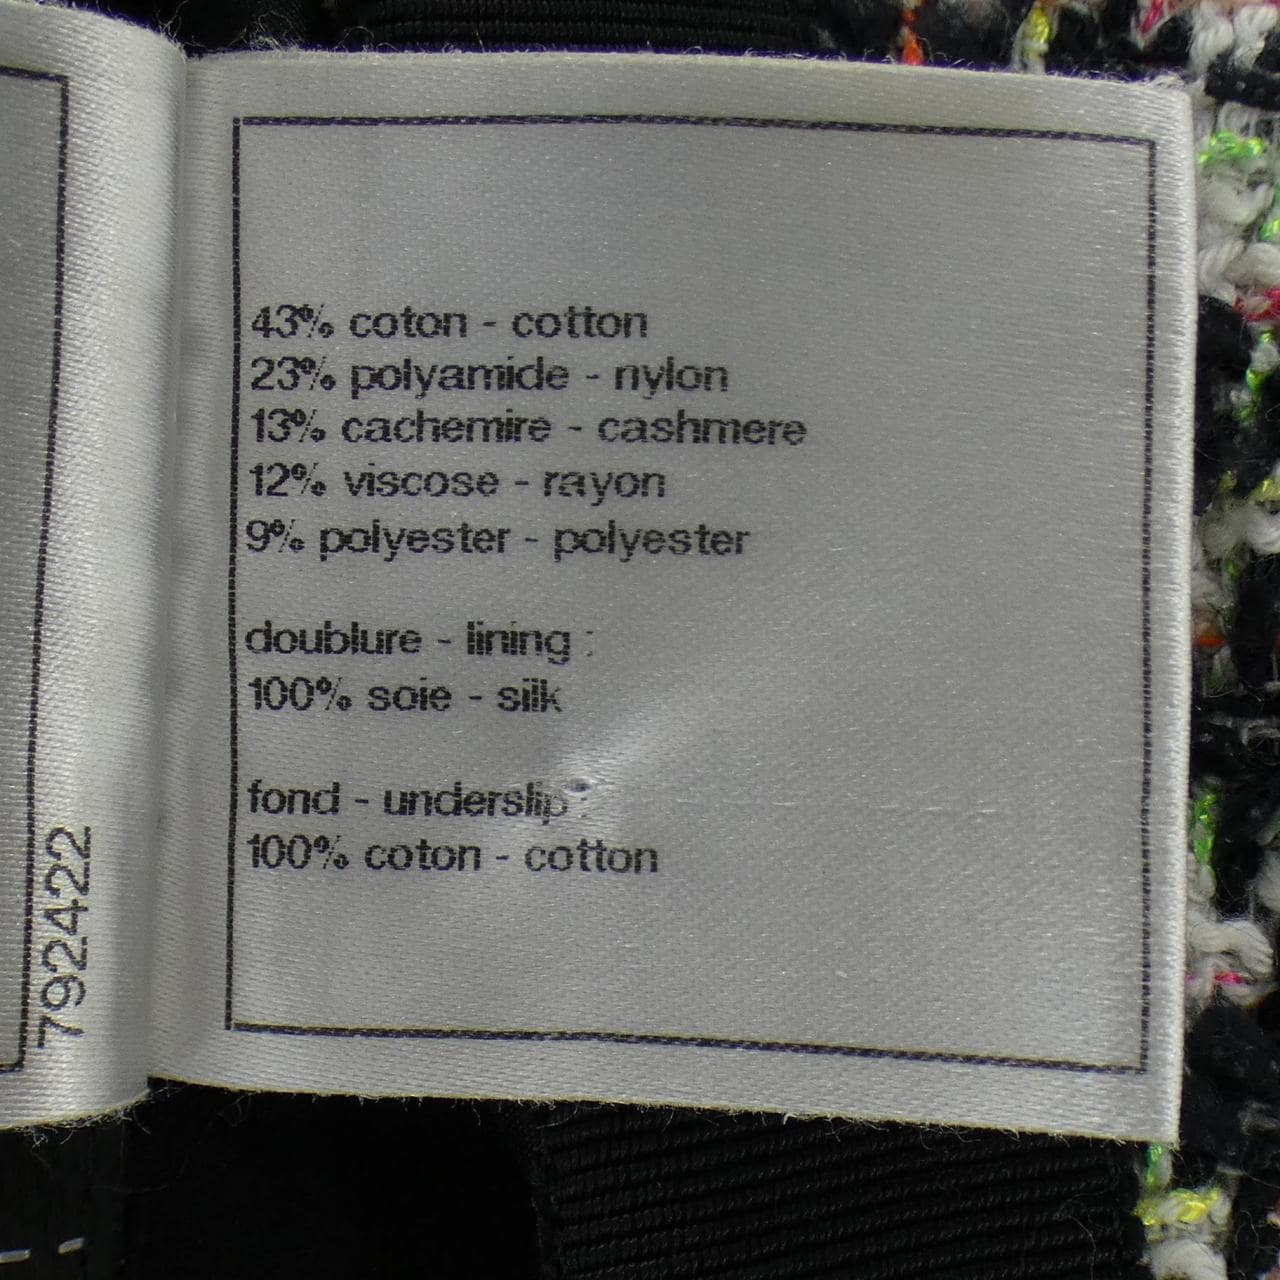 43% coton - cotton
23% polyamide - nylon
13% cachemire - cashmere
12% viscose - rayon
9% polyester - polyester
doublure - lining :
100% soie - silk
fond - underslip :
100% coton - cotton
792422